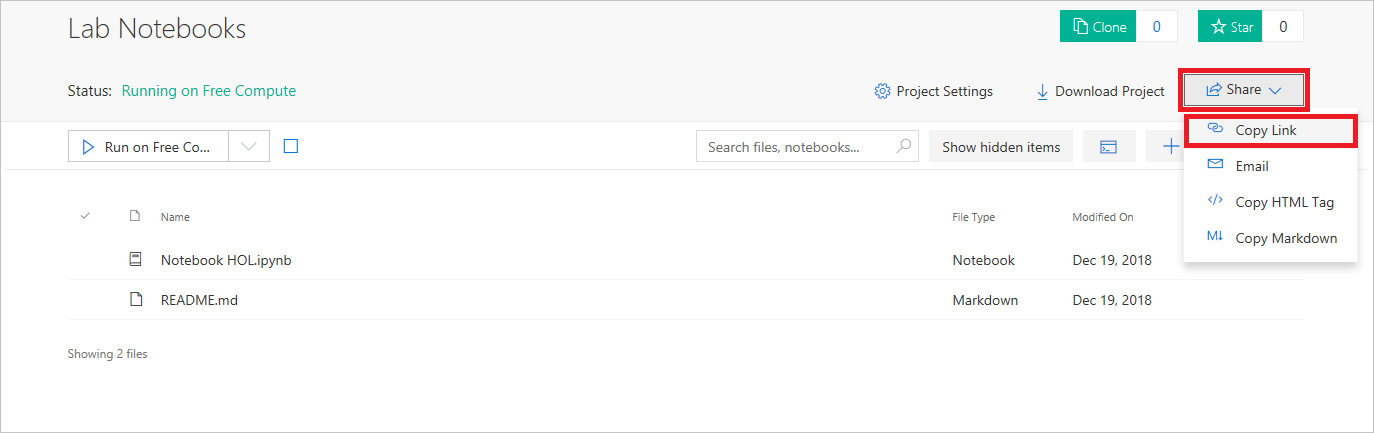 Lab Notebooks
Clone 0 Star 0
Status: Running on Free Compute Project Settings Download Project Share
Copy Link
Run on Free Co... Search files, notebooks... Show hidden items
Email
Copy HTML Tag
Name File Type Modified On
Copy Markdown
Notebook HOL.ipynb Notebook Dec 19, 2018
README.md Markdown Dec 19, 2018
Showing 2 files